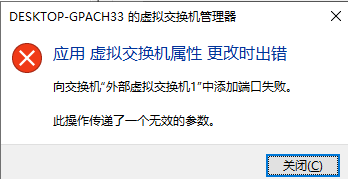 DESKTOP-GPACH33 的虚拟交换机管理器
应用 虚拟交换机属性 更改时出错
向交换机“外部虚拟交换机1”中添加端口失败。
此操作传递了一个无效的参数。
关闭(C)